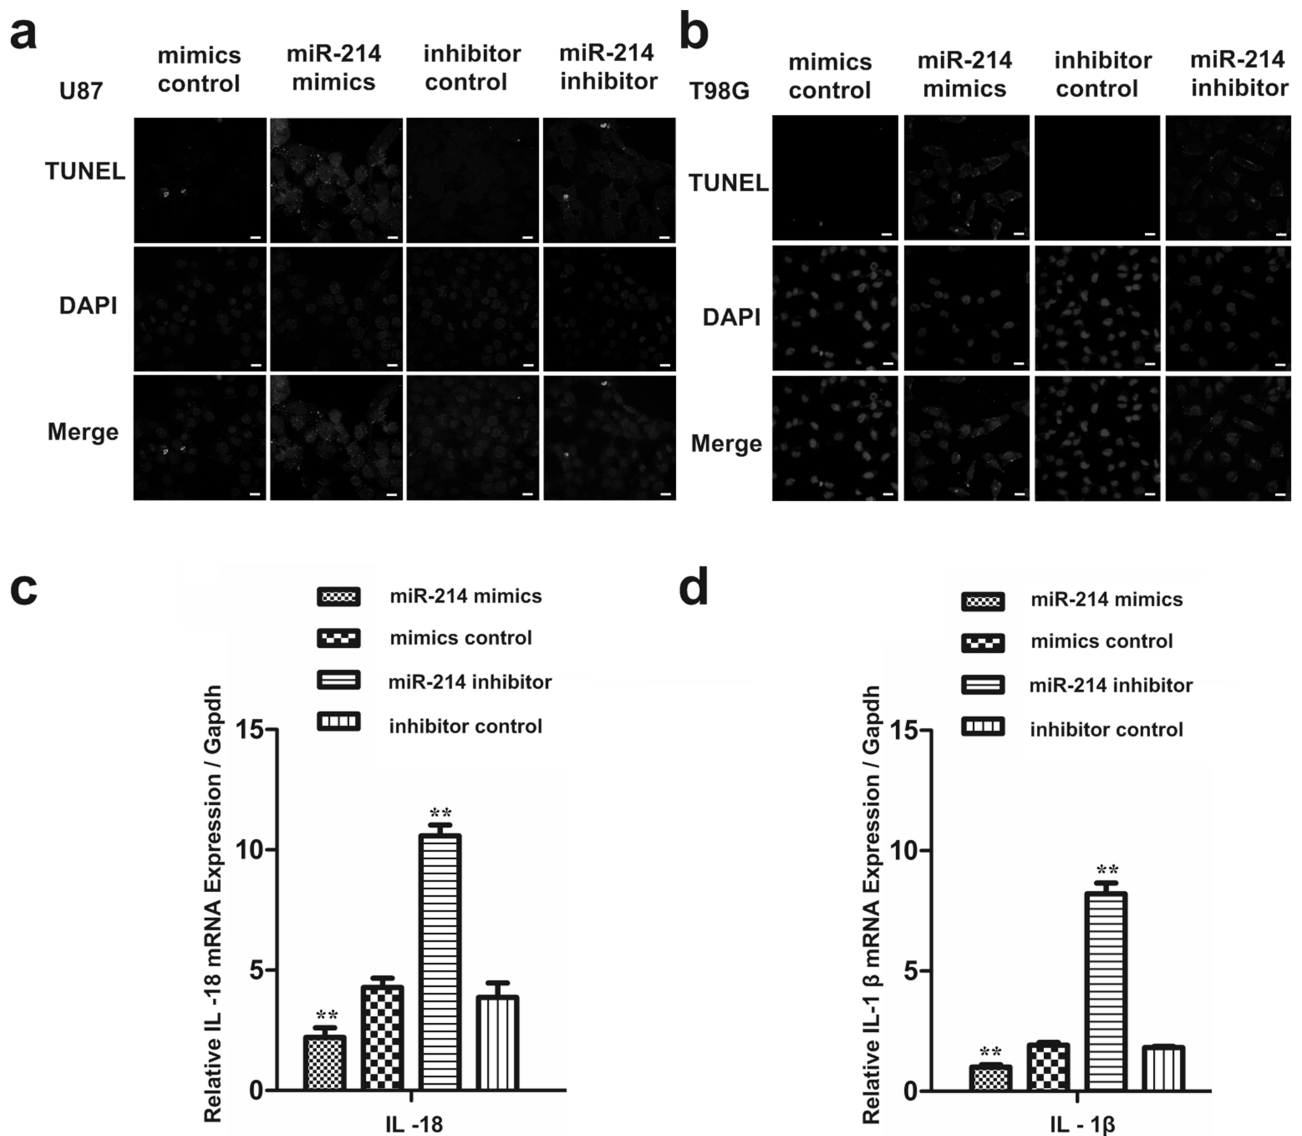 a
U87
mimics
control
miR-214
mimics
inhibitor
control
miR-214
inhibitor
TUNEL
DAPI
Merge
b
T98G
mimics
control
miR-214
mimics
inhibitor
control
miR-214
inhibitor
TUNEL
DAPI
Merge
c
miR-214 mimics
mimics control
miR-214 inhibitor
inhibitor control
Relative IL -18 mRNA Expression / Gapdh
15
10
5
0
**
**
IL -18
d
miR-214 mimics
mimics control
miR-214 inhibitor
inhibitor control
Relative IL-1 β mRNA Expression / Gapdh
15
10
5
0
**
**
IL - 1β